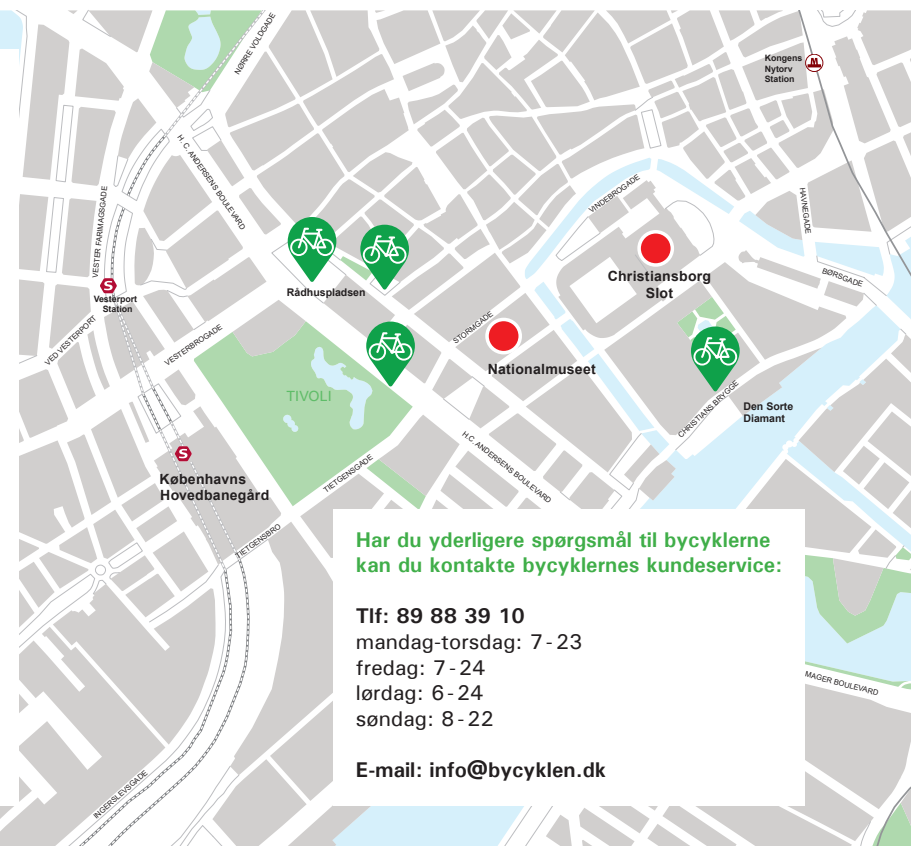 NØRRE VOLDGADE
Kongens
Nytorv
Station
H. C. ANDERSENS BOULEVARD
VESTER FARIMAGSGADE
VINDEBROGADE
HAVNEGADE
Christiansborg
Slot
BØRSGADE
S
Vesterport
Station
Rådhuspladsen
VED VESTERPORT
VESTERBROGADE
STORMGADE
Nationalmuseet
TIVOLI
CHRISTIANS BRYGGE
Den Sorte
Diamant
S
Københavns
Hovedbanegård
TIETGENSGADE
H.C. ANDERSENS BOULEVARD
TIETGENSBRO
Har du yderligere spørgsmål til bycyklerne
kan du kontakte bycyklernes kundeservice:
Tlf: 89 88 39 10
mandag-torsdag: 7-23
fredag: 7-24
lørdag: 6-24
søndag: 8-22
E-mail: info@bycyklen.dk
MAGER BOULEVARD
INGERSLEVSGADE